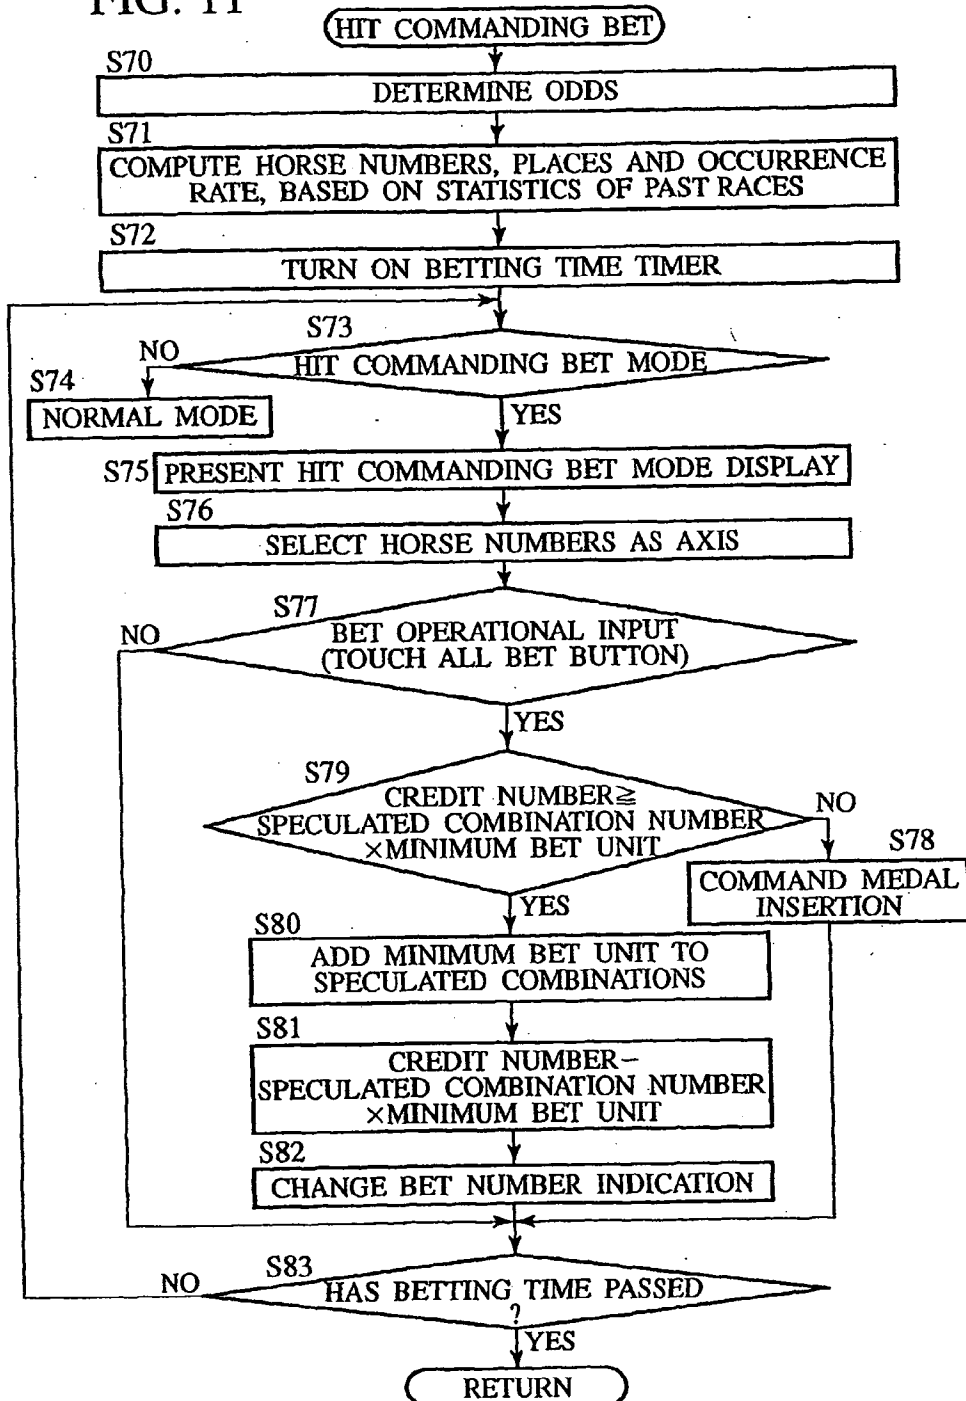 FIG. 11
HIT COMMANDING BET
S70
DETERMINE ODDS
S71
COMPUTE HORSE NUMBERS, PLACES AND OCCURRENCE
RATE, BASED ON STATISTICS OF PAST RACES
S72
TURN ON BETTING TIME TIMER
S73
HIT COMMANDING BET MODE
NO
S74
NORMAL MODE
YES
S75
PRESENT HIT COMMANDING BET MODE DISPLAY
S76
SELECT HORSE NUMBERS AS AXIS
S77
BET OPERATIONAL INPUT
(TOUCH ALL BET BUTTON)
NO
YES
S79
CREDIT NUMBER≧
SPECULATED COMBINATION NUMBER
×MINIMUM BET UNIT
NO
S78
COMMAND MEDAL
INSERTION
YES
S80
ADD MINIMUM BET UNIT TO
SPECULATED COMBINATIONS
S81
CREDIT NUMBER−
SPECULATED COMBINATION NUMBER
×MINIMUM BET UNIT
S82
CHANGE BET NUMBER INDICATION
S83
HAS BETTING TIME PASSED
?
NO
YES
RETURN